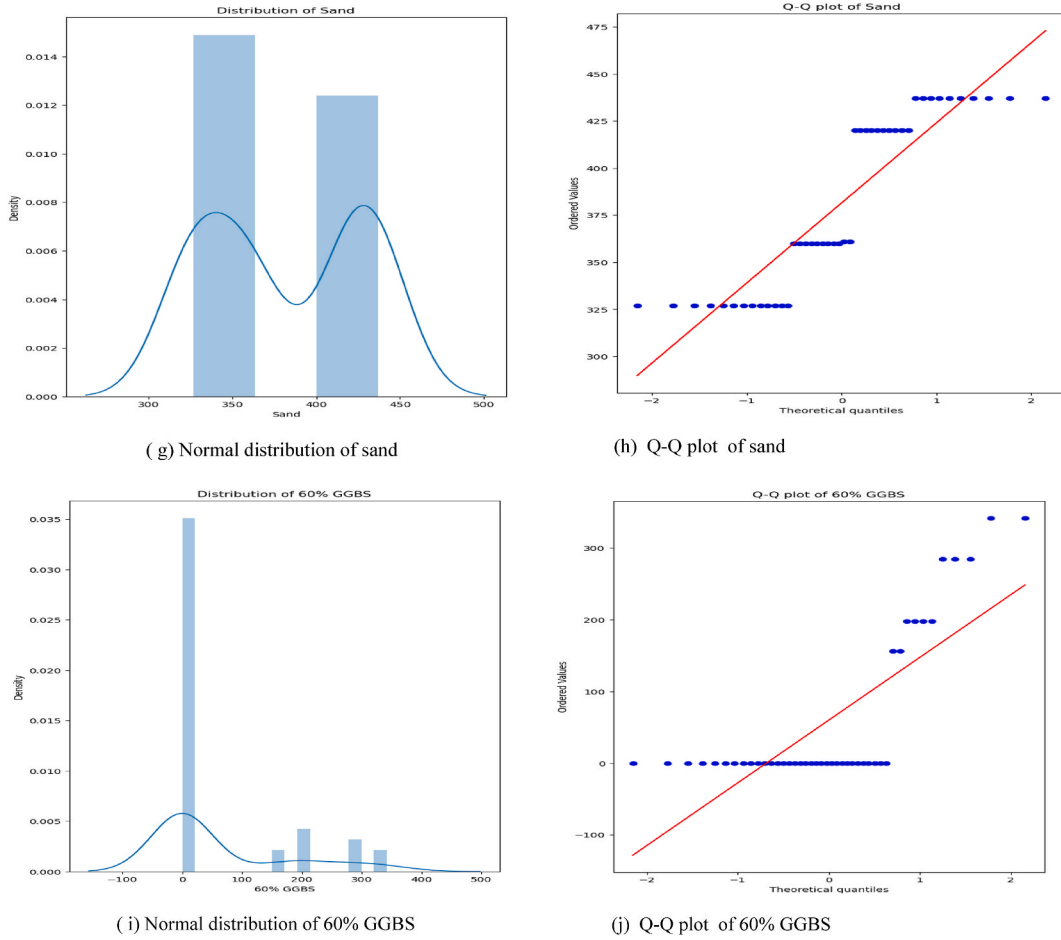 Distribution of Sand
0.014
0.012
0.010
0.008
0.006
0.004
0.002
0.000
Density
300 350 400 450 500
Sand
( g) Normal distribution of sand
Q-Q plot of Sand
475
450
425
400
375
350
325
300
Ordered Values
−2 −1 0 1 2
Theoretical quantiles
(h) Q-Q plot of sand
Distribution of 60% GGBS
0.035
0.030
0.025
0.020
0.015
0.010
0.005
0.000
Density
−100 0 100 200 300 400 500
60% GGBS
( i) Normal distribution of 60% GGBS
Q-Q plot of 60% GGBS
300
200
100
0
−100
Ordered Values
−2 −1 0 1 2
Theoretical quantiles
(j) Q-Q plot of 60% GGBS